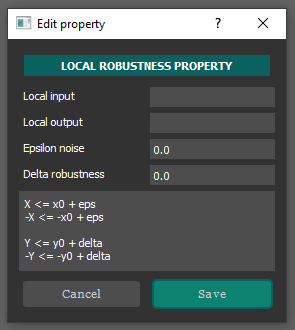 Edit property
?
LOCAL ROBUSTNESS PROPERTY
Local input
Local output
Epsilon noise 0.0
Delta robustness 0.0
X <= x0 + eps
-X <= -x0 + eps
Y <= y0 + delta
-Y <= -y0 + delta
Cancel Save